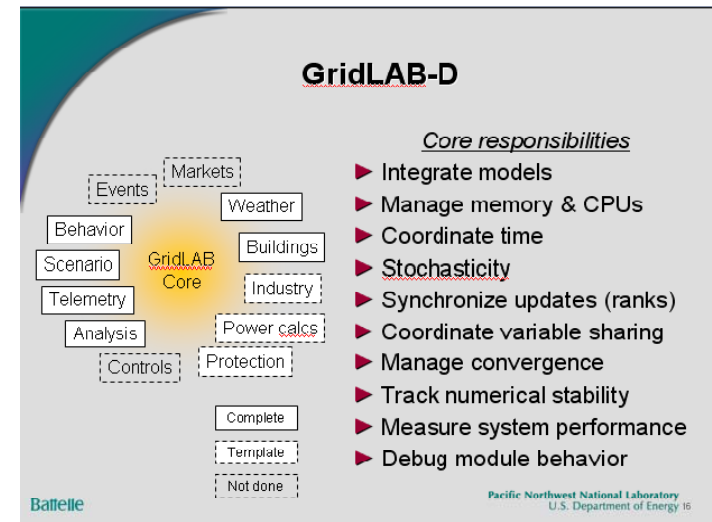 GridLAB-D
Markets
Events
Weather
Behavior
Buildings
Scenario
GridLAB
Core
Industry
Telemetry
Power calcs
Analysis
Protection
Controls
Complete
Template
Not done
Core responsibilities
Integrate models
Manage memory & CPUs
Coordinate time
Stochasticity
Synchronize updates (ranks)
Coordinate variable sharing
Manage convergence
Track numerical stability
Measure system performance
Debug module behavior
Battelle
Pacific Northwest National Laboratory
U.S. Department of Energy 16